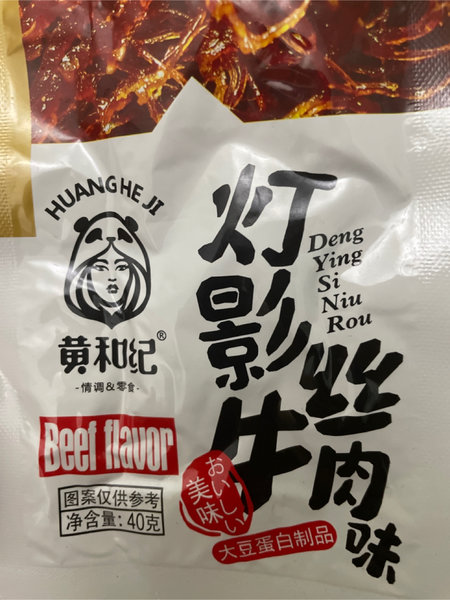 HUANG HE JI
黄和纪®
-情调&零食-
Beef flavor
图案仅供参考
净含量: 40克
灯影
丝
牛肉味
Deng
Ying
Si
Niu
Rou
おいしい
美味
大豆蛋白制品